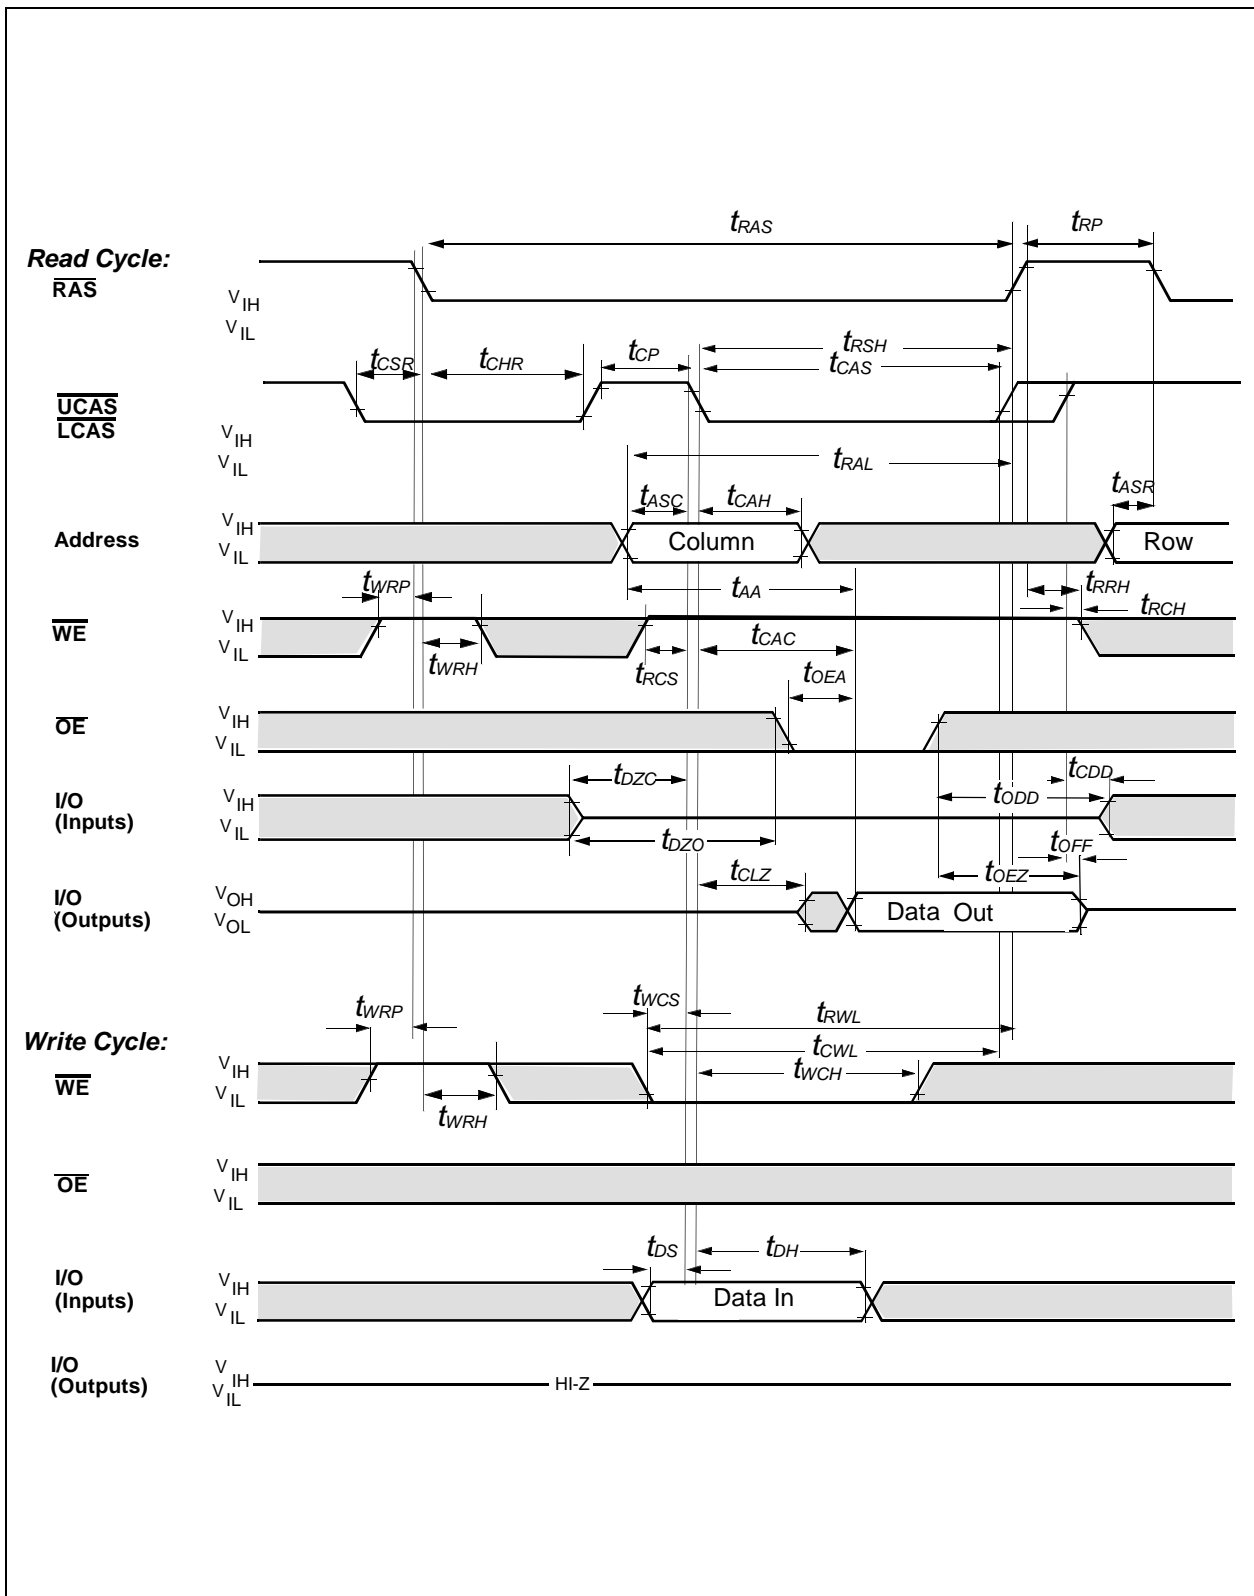 tRAS
tRP
Read Cycle:
RAS
VIH
VIL
tCSR
tCHR
tCP
tRSH
tCAS
UCAS
LCAS
VIH
VIL
tRAL
tASC
tCAH
tASR
Address
VIH
VIL
Column
Row
tWRP
tAA
tRRH
tRCH
WE
VIH
VIL
tWRH
tRCS
tCAC
tOEA
OE
VIH
VIL
tDZC
tCDD
tODD
I/O
(Inputs)
VIH
VIL
tDZO
tOFF
tCLZ
tOEZ
I/O
(Outputs)
VOH
VOL
Data Out
tWCS
tWRP
tRWL
Write Cycle:
tCWL
tWCH
WE
VIH
VIL
tWRH
OE
VIH
VIL
tDS
tDH
I/O
(Inputs)
VIH
VIL
Data In
I/O
(Outputs)
VIH
VIL
HI-Z